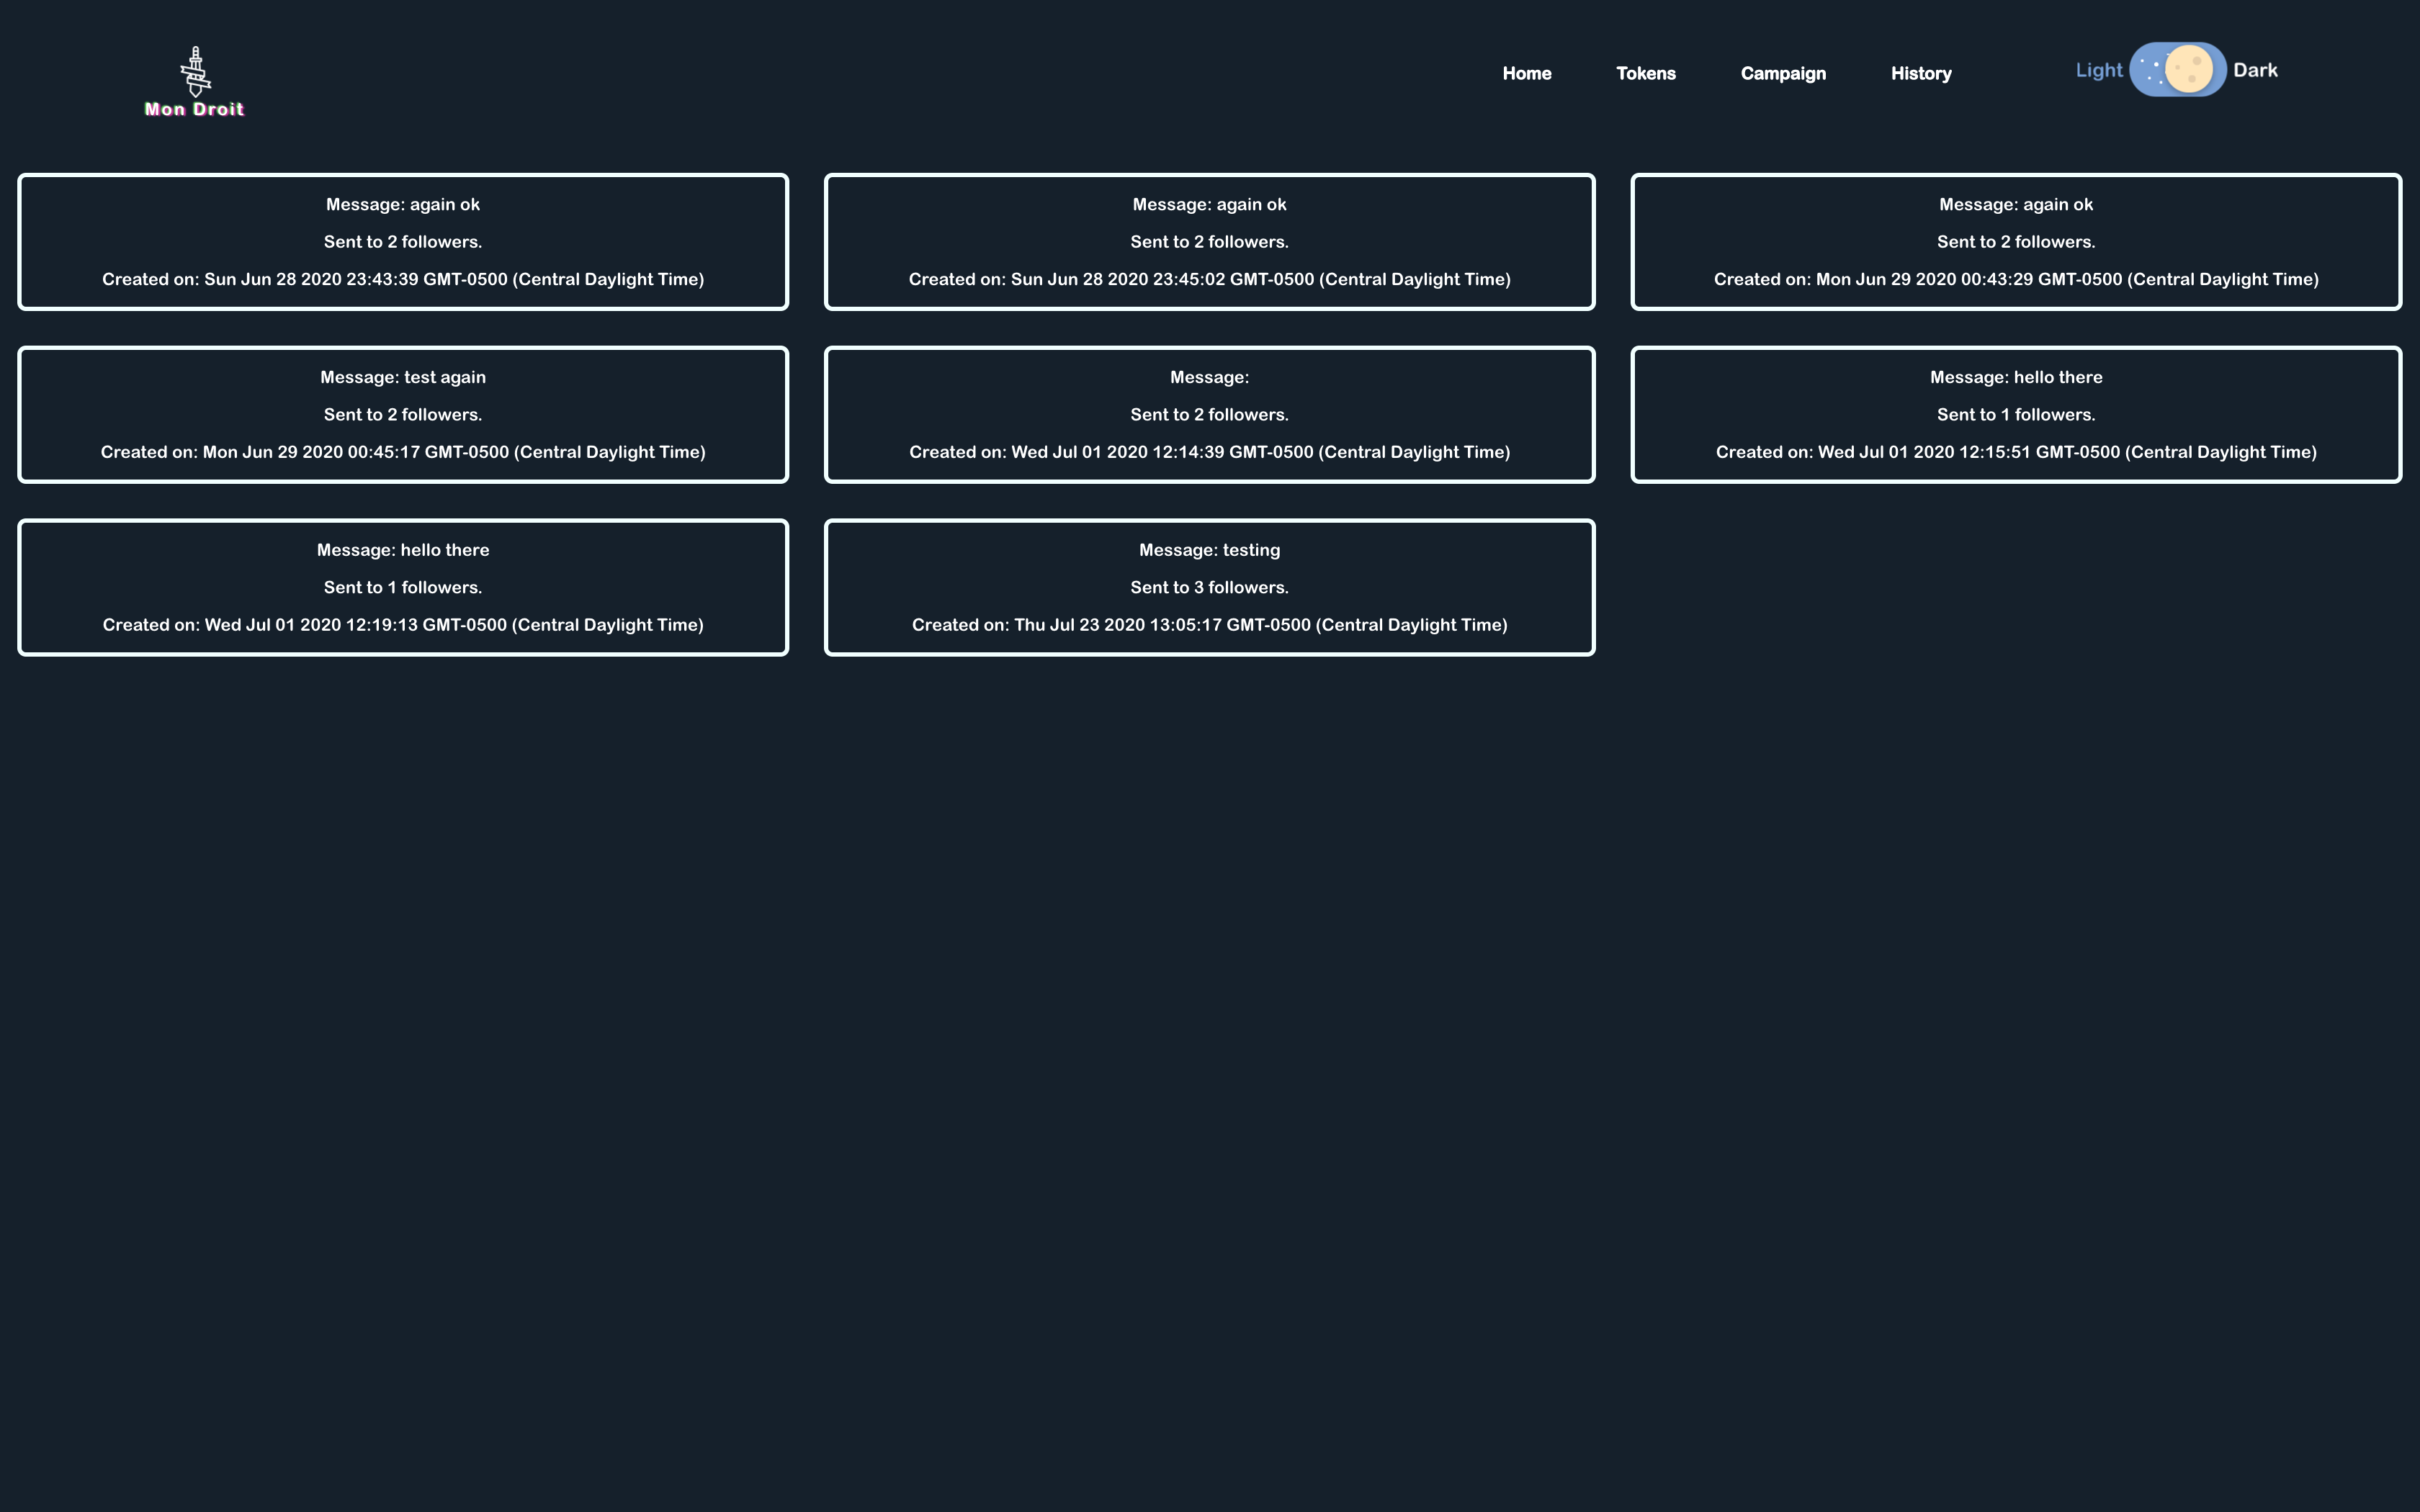 Mon Droit
Home Tokens Campaign History Light Dark
Message: again ok
Sent to 2 followers.
Created on: Sun Jun 28 2020 23:43:39 GMT-0500 (Central Daylight Time)
Message: again ok
Sent to 2 followers.
Created on: Sun Jun 28 2020 23:45:02 GMT-0500 (Central Daylight Time)
Message: again ok
Sent to 2 followers.
Created on: Mon Jun 29 2020 00:43:29 GMT-0500 (Central Daylight Time)
Message: test again
Sent to 2 followers.
Created on: Mon Jun 29 2020 00:45:17 GMT-0500 (Central Daylight Time)
Message:
Sent to 2 followers.
Created on: Wed Jul 01 2020 12:14:39 GMT-0500 (Central Daylight Time)
Message: hello there
Sent to 1 followers.
Created on: Wed Jul 01 2020 12:15:51 GMT-0500 (Central Daylight Time)
Message: hello there
Sent to 1 followers.
Created on: Wed Jul 01 2020 12:19:13 GMT-0500 (Central Daylight Time)
Message: testing
Sent to 3 followers.
Created on: Thu Jul 23 2020 13:05:17 GMT-0500 (Central Daylight Time)